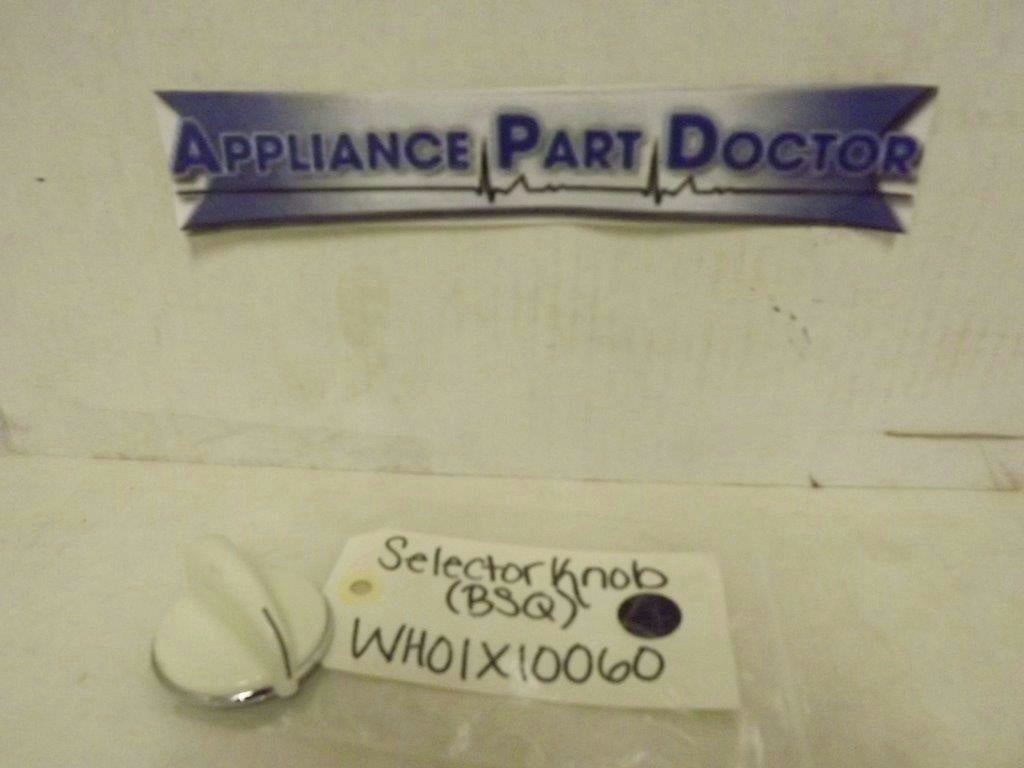 APPLIANCE PART DOCTOR
Selector Knob
(BSQ)
WH01X10060